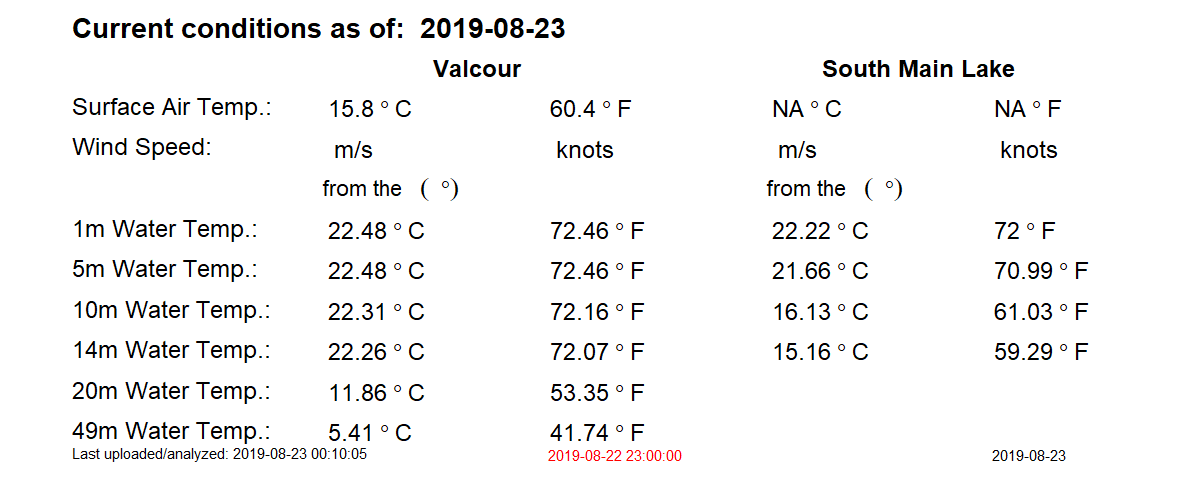 Current conditions as of: 2019-08-23
Valcour South Main Lake
Surface Air Temp.: 15.8 ° C 60.4 ° F NA ° C NA ° F
Wind Speed: m/s knots m/s knots
from the ( °) from the ( °)
1m Water Temp.: 22.48 ° C 72.46 ° F 22.22 ° C 72 ° F
5m Water Temp.: 22.48 ° C 72.46 ° F 21.66 ° C 70.99 ° F
10m Water Temp.: 22.31 ° C 72.16 ° F 16.13 ° C 61.03 ° F
14m Water Temp.: 22.26 ° C 72.07 ° F 15.16 ° C 59.29 ° F
20m Water Temp.: 11.86 ° C 53.35 ° F
49m Water Temp.: 5.41 ° C 41.74 ° F
Last uploaded/analyzed: 2019-08-23 00:10:05 2019-08-22 23:00:00 2019-08-23